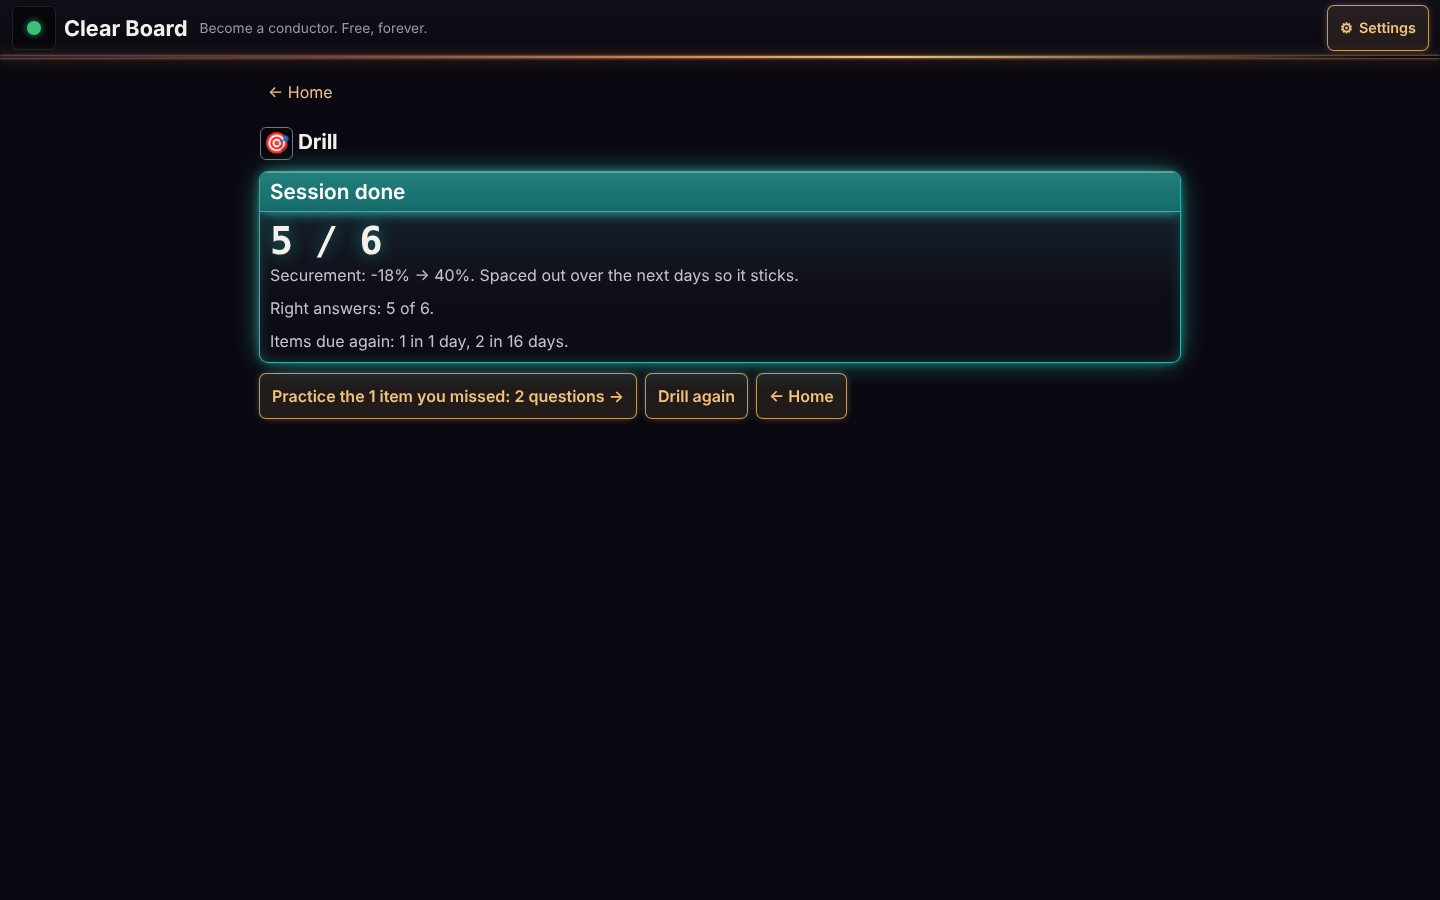 Clear Board Become a conductor. Free, forever. ⚙ Settings
← Home
🎯 Drill
Session done
5 / 6
Securement: -18% → 40%. Spaced out over the next days so it sticks.
Right answers: 5 of 6.
Items due again: 1 in 1 day, 2 in 16 days.
Practice the 1 item you missed: 2 questions → Drill again ← Home